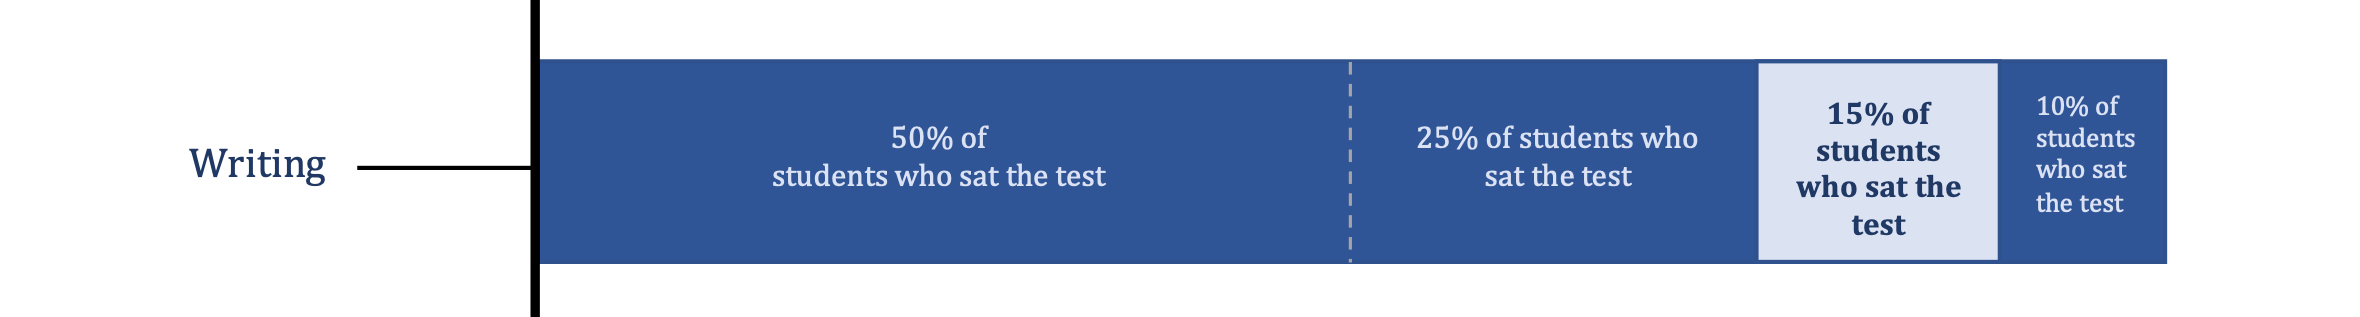 Writing
50% of
students who sat the test
25% of students who
sat the test
15% of
students
who sat the
test
10% of
students
who sat
the test